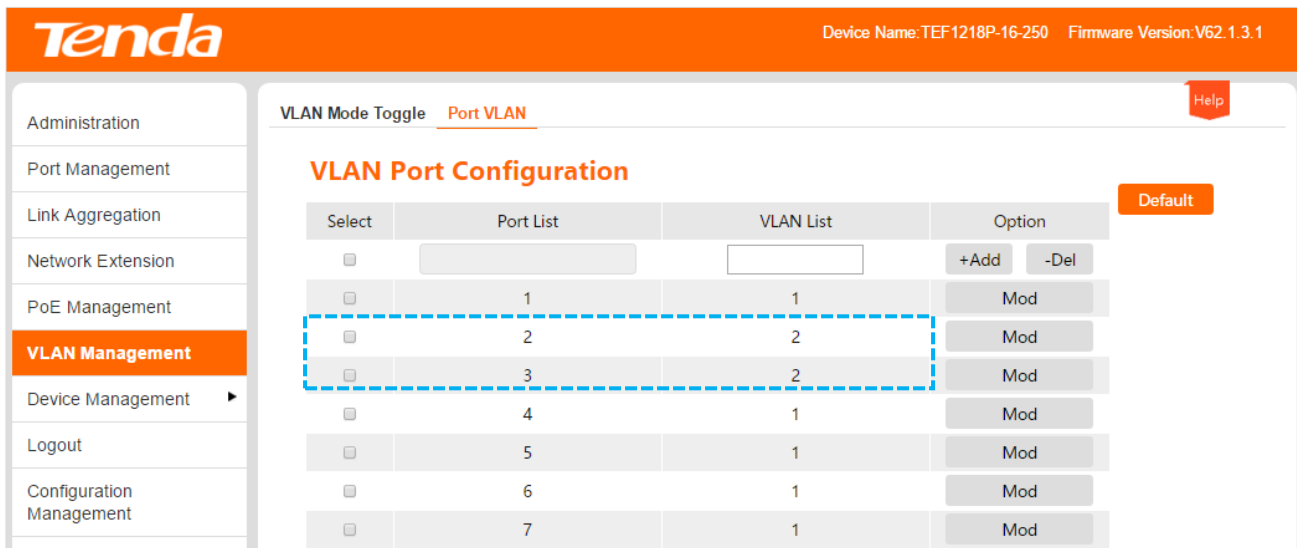 Tenda
Device Name:TEF1218P-16-250 Firmware Version:V62.1.3.1
Administration
Port Management
Link Aggregation
Network Extension
PoE Management
VLAN Management
Device Management
Logout
Configuration
Management
VLAN Mode Toggle Port VLAN
Help
VLAN Port Configuration
Default
Select Port List VLAN List Option
+Add -Del
1 1 Mod
2 2 Mod
3 2 Mod
4 1 Mod
5 1 Mod
6 1 Mod
7 1 Mod